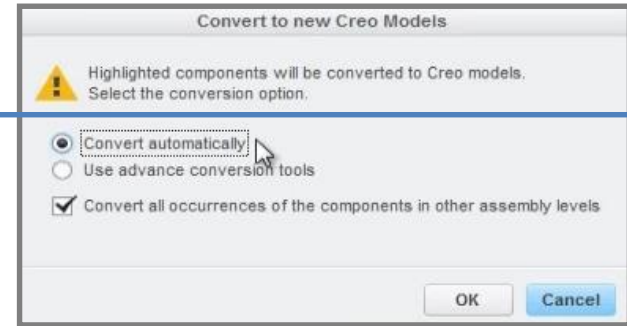 Convert to new Creo Models
Highlighted components will be converted to Creo models.
Select the conversion option.
Convert automatically
Use advance conversion tools
Convert all occurrences of the components in other assembly levels
OK
Cancel